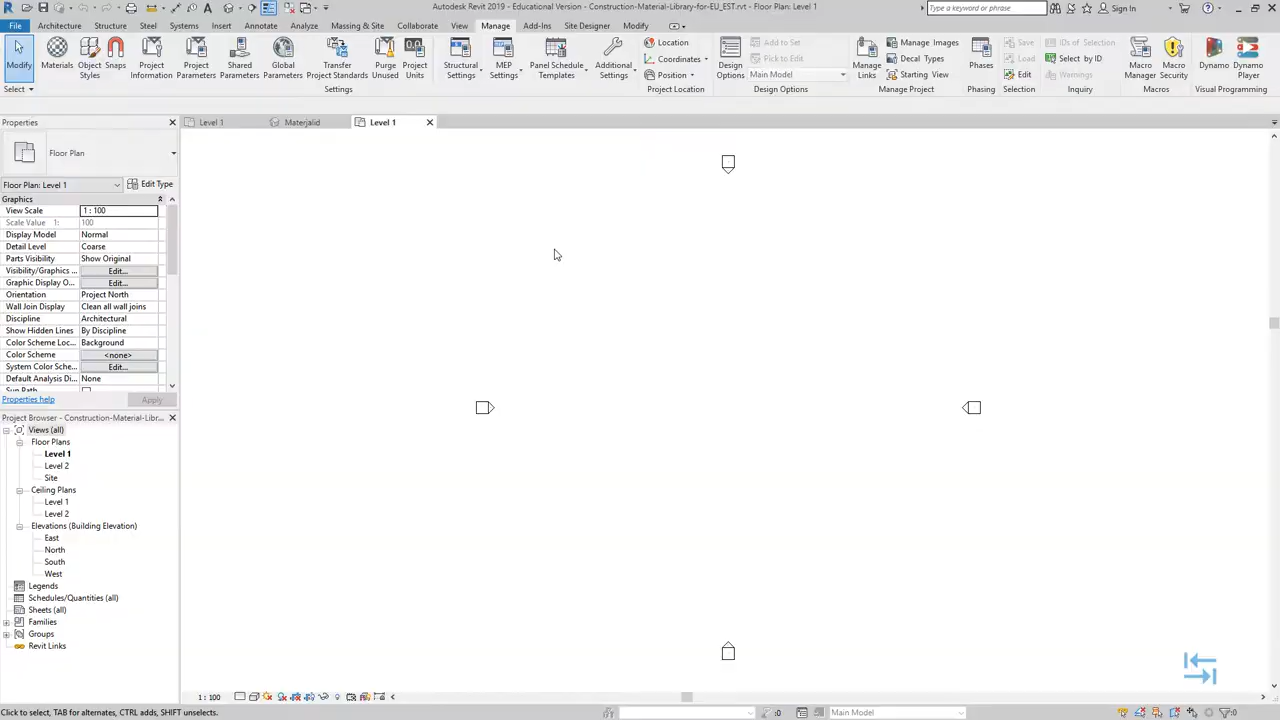 Autodesk Revit 2019 - Educational Version - Construction-Material-Library-for-EU_EST.rvt - Floor Plan: Level 1
Type a keyword or phrase
Sign In
File Architecture Structure Steel Systems Insert Annotate Analyze Massing & Site Collaborate View Manage Add-Ins Site Designer Modify
Modify
Materials
Object Styles
Snaps
Project Information
Project Parameters
Shared Parameters
Global Parameters
Transfer Project Standards
Purge Unused
Project Units
Structural Settings
MEP Settings
Panel Schedule Templates
Additional Settings
Location
Coordinates
Position
Design Options
Add to Set
Pick to Edit
Main Model
Manage Links
Manage Images
Decal Types
Starting View
Phases
Save
Load
Edit
IDs of Selection
Select by ID
Warnings
Macro Manager
Macro Security
Dynamo
Dynamo Player
Select
Settings
Project Location
Design Options
Manage Project
Phasing
Selection
Inquiry
Macros
Visual Programming
Properties
Level 1
Materjalid
Level 1
Floor Plan
Floor Plan: Level 1
Edit Type
Graphics
View Scale 1 : 100
Scale Value 1: 100
Display Model Normal
Detail Level Coarse
Parts Visibility Show Original
Visibility/Graphics ... Edit...
Graphic Display O... Edit...
Orientation Project North
Wall Join Display Clean all wall joins
Discipline Architectural
Show Hidden Lines By Discipline
Color Scheme Loc... Background
Color Scheme <none>
System Color Sche... Edit...
Default Analysis Di... None
Sun Path
Properties help
Apply
Project Browser - Construction-Material-Libr...
Views (all)
Floor Plans
Level 1
Level 2
Site
Ceiling Plans
Level 1
Level 2
Elevations (Building Elevation)
East
North
South
West
Legends
Schedules/Quantities (all)
Sheets (all)
Families
Groups
Revit Links
1 : 100
Click to select, TAB for alternates, CTRL adds, SHIFT unselects.
:0
Main Model
:0